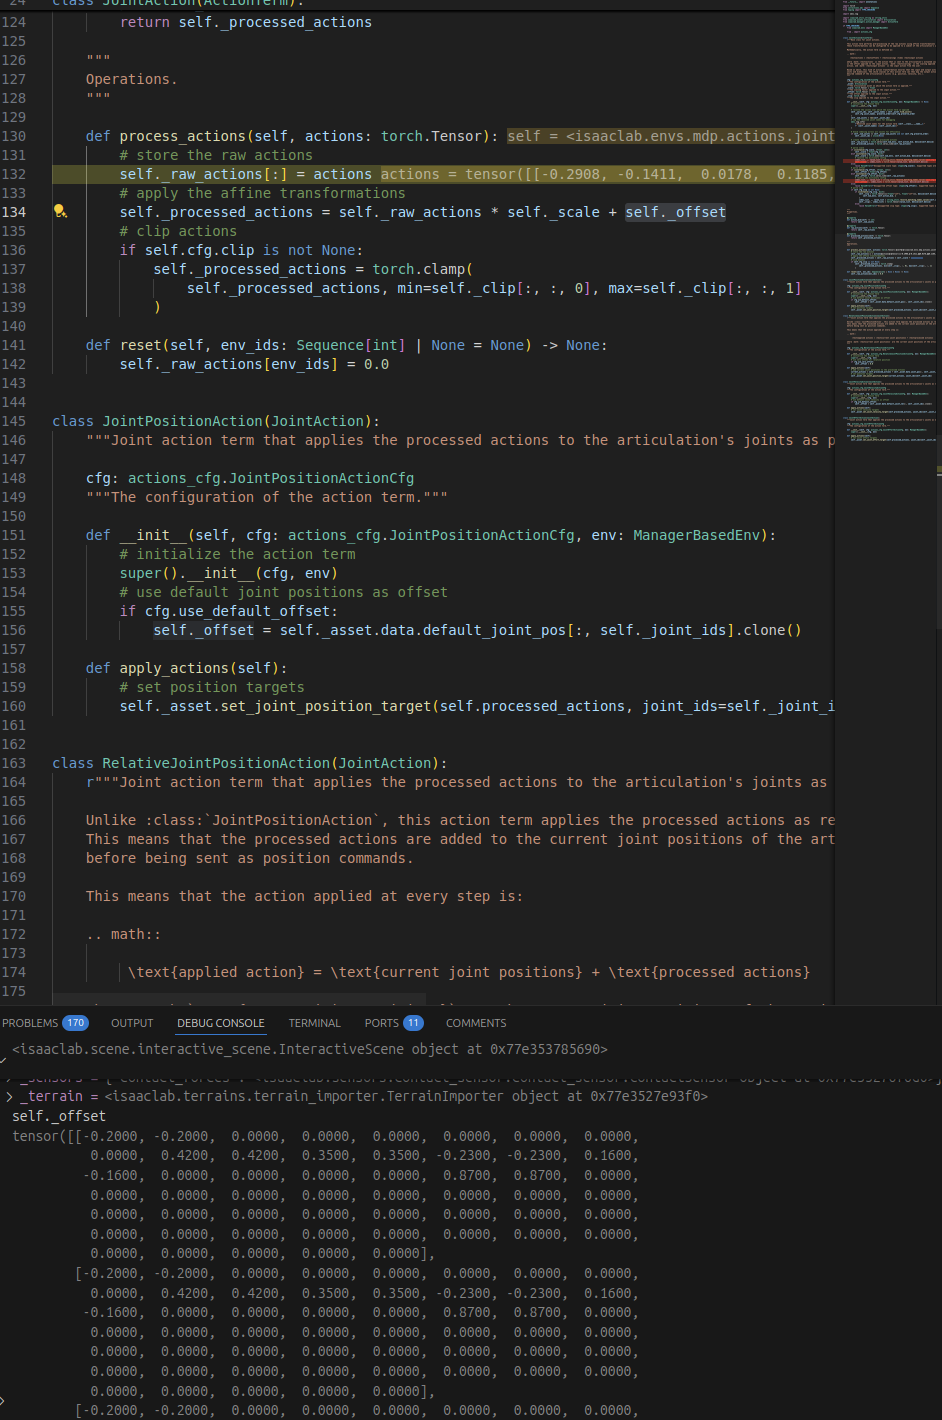 class JointAction(ActionTerm):
124 return self._processed_actions
125
126 """
127 Operations.
128 """
129
130 def process_actions(self, actions: torch.Tensor): self = <isaaclab.envs.mdp.actions.joint
131 # store the raw actions
132 self._raw_actions[:] = actions actions = tensor([[-0.2908, -0.1411, 0.0178, 0.1185,
133 # apply the affine transformations
134 self._processed_actions = self._raw_actions * self._scale + self._offset
135 # clip actions
136 if self.cfg.clip is not None:
137 self._processed_actions = torch.clamp(
138 self._processed_actions, min=self._clip[:, :, 0], max=self._clip[:, :, 1]
139 )
140
141 def reset(self, env_ids: Sequence[int] | None = None) -> None:
142 self._raw_actions[env_ids] = 0.0
143
144
145 class JointPositionAction(JointAction):
146 """Joint action term that applies the processed actions to the articulation's joints as p
147
148 cfg: actions_cfg.JointPositionActionCfg
149 """The configuration of the action term."""
150
151 def __init__(self, cfg: actions_cfg.JointPositionActionCfg, env: ManagerBasedEnv):
152 # initialize the action term
153 super().__init__(cfg, env)
154 # use default joint positions as offset
155 if cfg.use_default_offset:
156 self._offset = self._asset.data.default_joint_pos[:, self._joint_ids].clone()
157
158 def apply_actions(self):
159 # set position targets
160 self._asset.set_joint_position_target(self.processed_actions, joint_ids=self._joint_i
161
162
163 class RelativeJointPositionAction(JointAction):
164 r"""Joint action term that applies the processed actions to the articulation's joints as
165
166 Unlike :class:`JointPositionAction`, this action term applies the processed actions as re
167 This means that the processed actions are added to the current joint positions of the art
168 before being sent as position commands.
169
170 This means that the action applied at every step is:
171
172 .. math::
173
174 \text{applied action} = \text{current joint positions} + \text{processed actions}
175
PROBLEMS 170 OUTPUT DEBUG CONSOLE TERMINAL PORTS 11 COMMENTS
<isaaclab.scene.interactive_scene.InteractiveScene object at 0x77e353785690>
> _terrain = <isaaclab.terrains.terrain_importer.TerrainImporter object at 0x77e3527e93f0>
self._offset
tensor([[-0.2000, -0.2000, 0.0000, 0.0000, 0.0000, 0.0000, 0.0000, 0.0000,
0.0000, 0.4200, 0.4200, 0.3500, 0.3500, -0.2300, -0.2300, 0.1600,
-0.1600, 0.0000, 0.0000, 0.0000, 0.0000, 0.8700, 0.8700, 0.0000,
0.0000, 0.0000, 0.0000, 0.0000, 0.0000, 0.0000, 0.0000, 0.0000,
0.0000, 0.0000, 0.0000, 0.0000, 0.0000, 0.0000, 0.0000, 0.0000,
0.0000, 0.0000, 0.0000, 0.0000, 0.0000, 0.0000, 0.0000, 0.0000,
0.0000, 0.0000, 0.0000, 0.0000, 0.0000],
[-0.2000, -0.2000, 0.0000, 0.0000, 0.0000, 0.0000, 0.0000, 0.0000,
0.0000, 0.4200, 0.4200, 0.3500, 0.3500, -0.2300, -0.2300, 0.1600,
-0.1600, 0.0000, 0.0000, 0.0000, 0.0000, 0.8700, 0.8700, 0.0000,
0.0000, 0.0000, 0.0000, 0.0000, 0.0000, 0.0000, 0.0000, 0.0000,
0.0000, 0.0000, 0.0000, 0.0000, 0.0000, 0.0000, 0.0000, 0.0000,
0.0000, 0.0000, 0.0000, 0.0000, 0.0000, 0.0000, 0.0000, 0.0000,
0.0000, 0.0000, 0.0000, 0.0000, 0.0000],
[-0.2000, -0.2000, 0.0000, 0.0000, 0.0000, 0.0000, 0.0000, 0.0000,